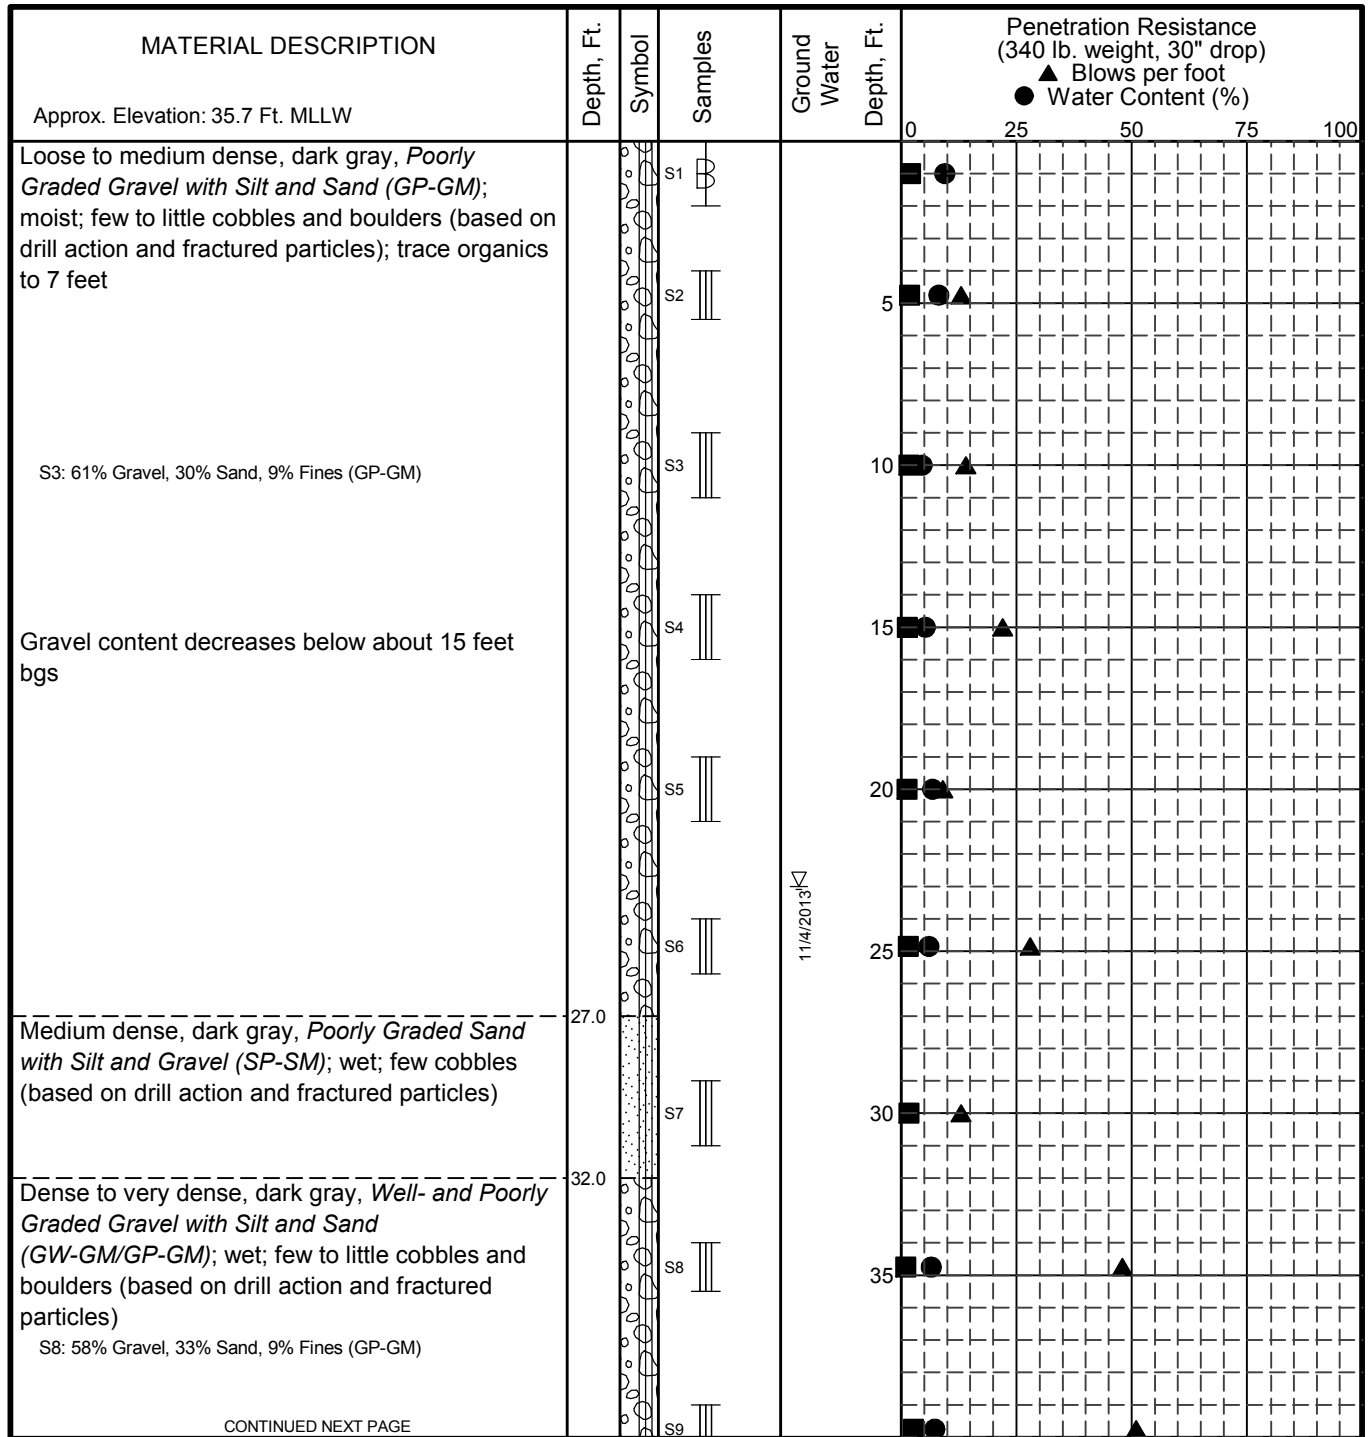 MATERIAL DESCRIPTION
Approx. Elevation: 35.7 Ft. MLLW
Depth, Ft.
Symbol
Samples
Ground
Water
Depth, Ft.
Penetration Resistance
(340 lb. weight, 30" drop)
Blows per foot
Water Content (%)
0 25 50 75 100
Loose to medium dense, dark gray, Poorly
Graded Gravel with Silt and Sand (GP-GM);
moist; few to little cobbles and boulders (based on
drill action and fractured particles); trace organics
to 7 feet
S1
S2
5
S3: 61% Gravel, 30% Sand, 9% Fines (GP-GM)
S3
10
Gravel content decreases below about 15 feet
bgs
S4
15
S5
20
11/4/2013
S6
25
27.0
Medium dense, dark gray, Poorly Graded Sand
with Silt and Gravel (SP-SM); wet; few cobbles
(based on drill action and fractured particles)
S7
30
32.0
Dense to very dense, dark gray, Well- and Poorly
Graded Gravel with Silt and Sand
(GW-GM/GP-GM); wet; few to little cobbles and
boulders (based on drill action and fractured
particles)
S8
35
S8: 58% Gravel, 33% Sand, 9% Fines (GP-GM)
CONTINUED NEXT PAGE
S9